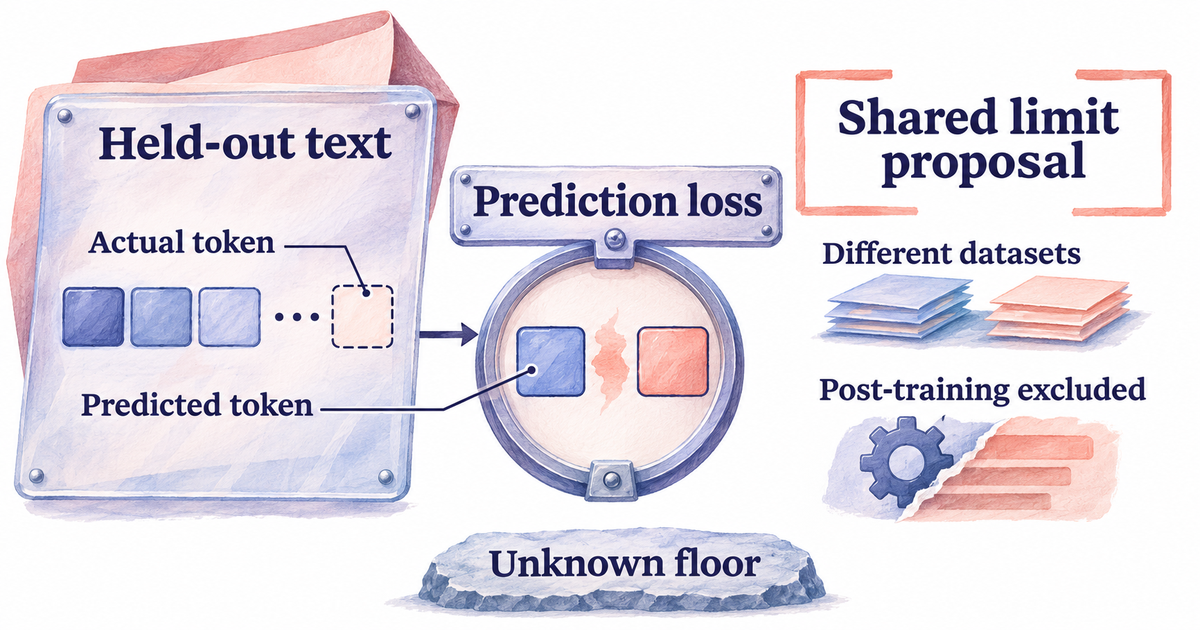 Held-out text
Actual token
Predicted token
Prediction loss
Unknown floor
Shared limit
proposal
Different datasets
Post-training excluded